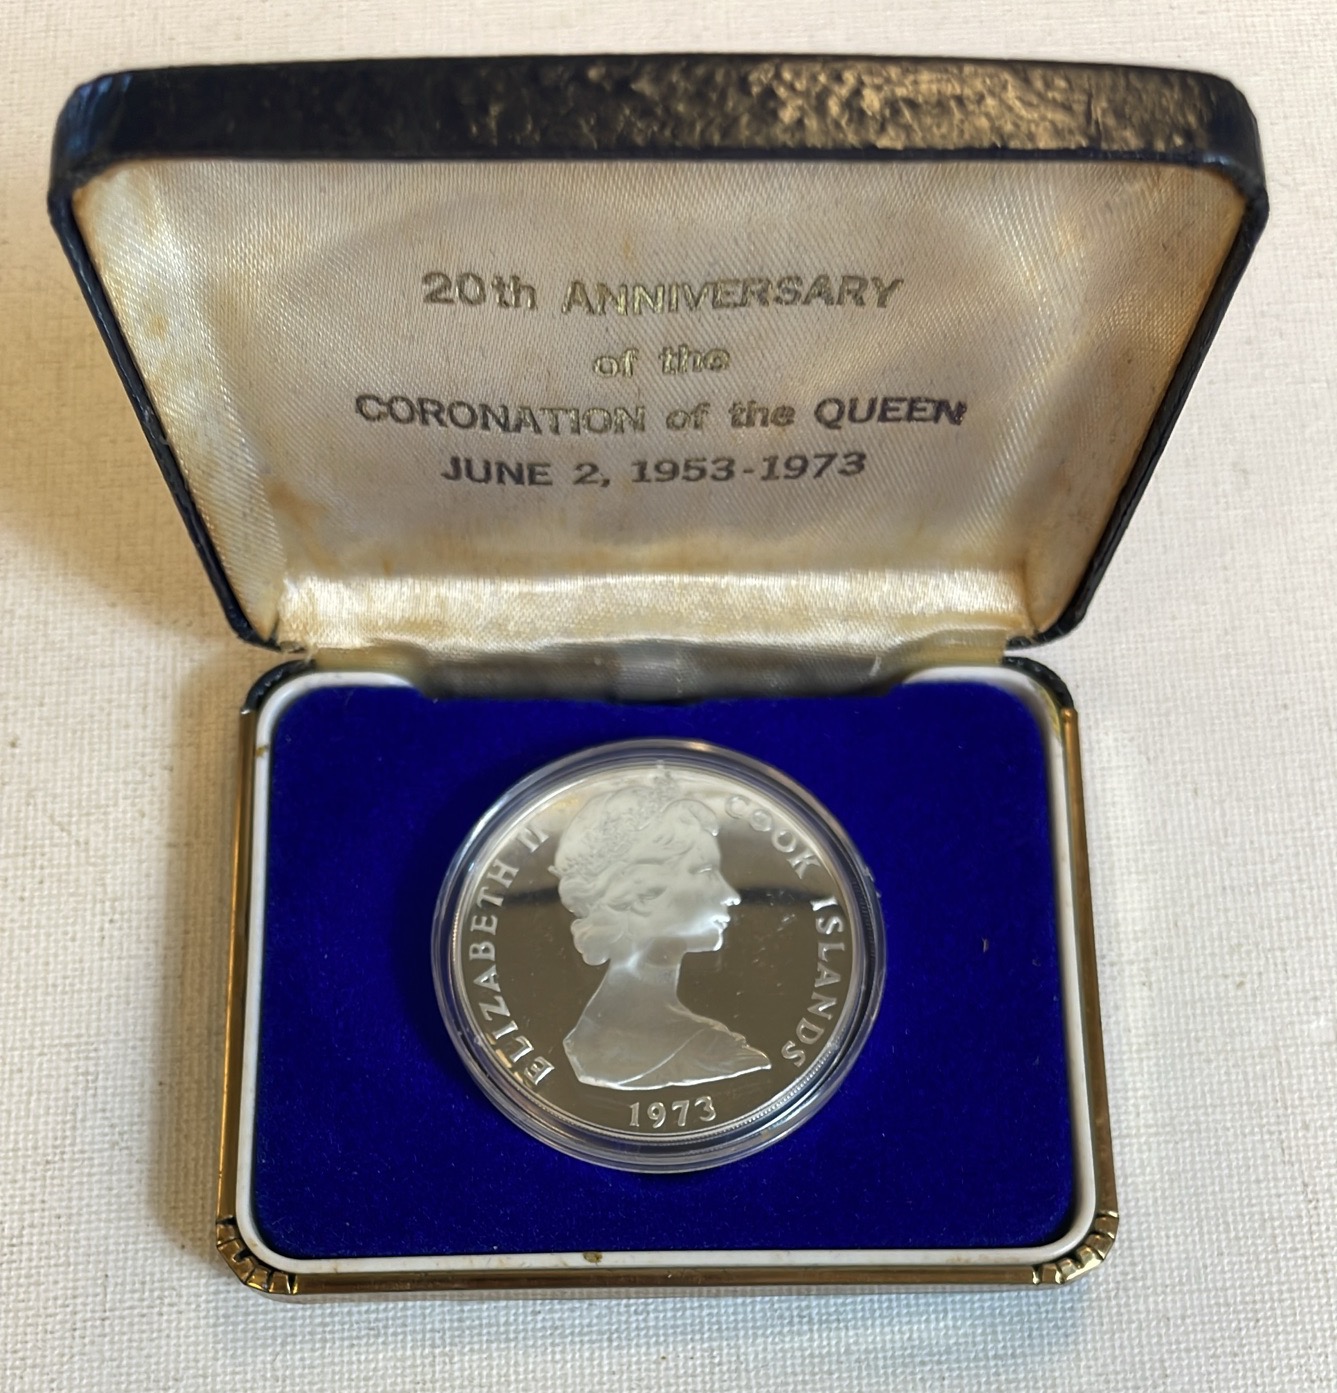 20th ANNIVERSARY
of the
CORONATION of the QUEEN
JUNE 2, 1953-1973
ELIZABETH II
COOK ISLANDS
1973